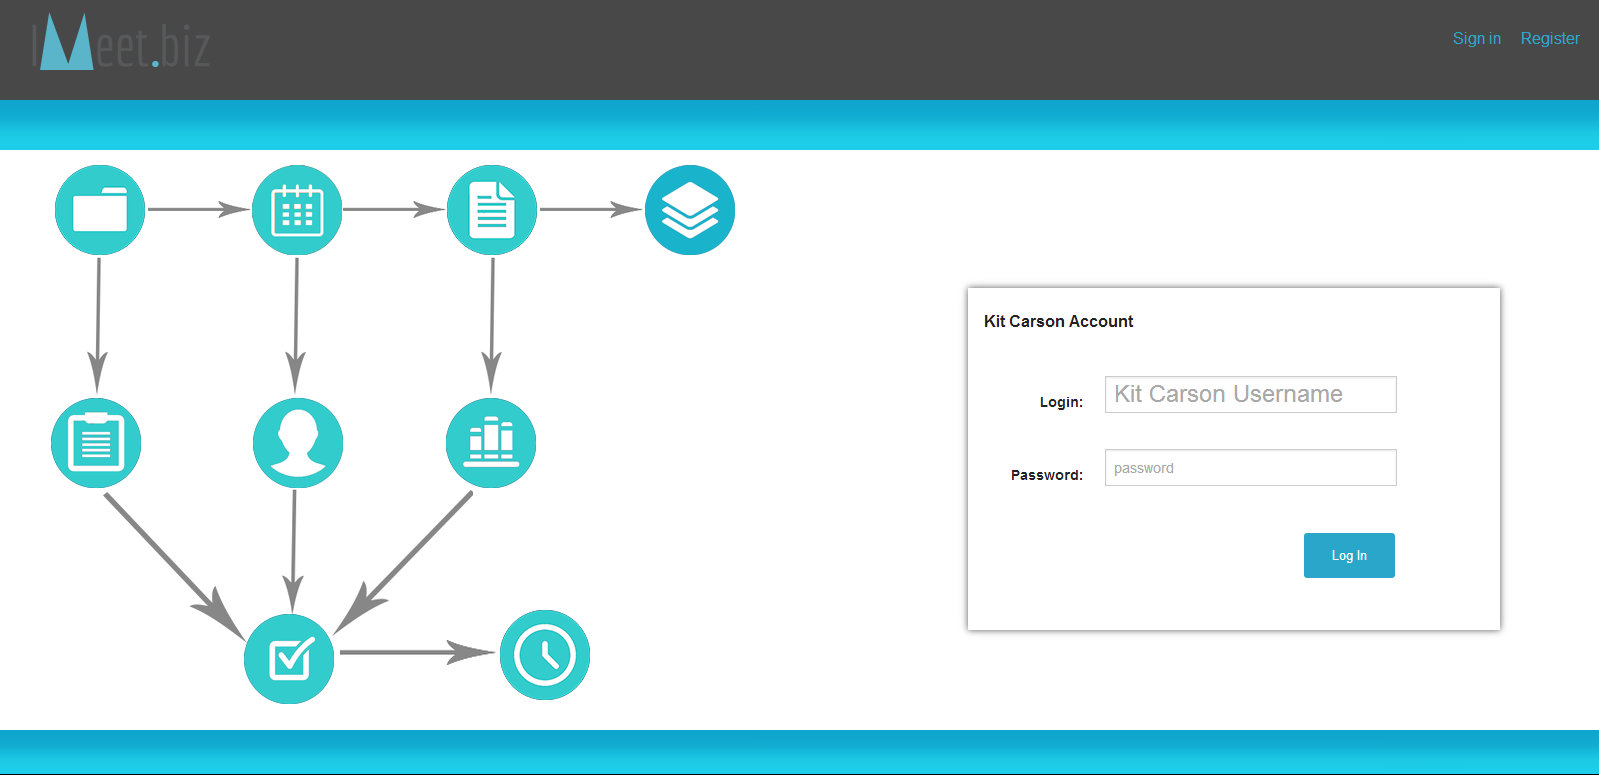 IMeet.biz
Sign in Register
Kit Carson Account
Login: Kit Carson Username
Password: password
Log In